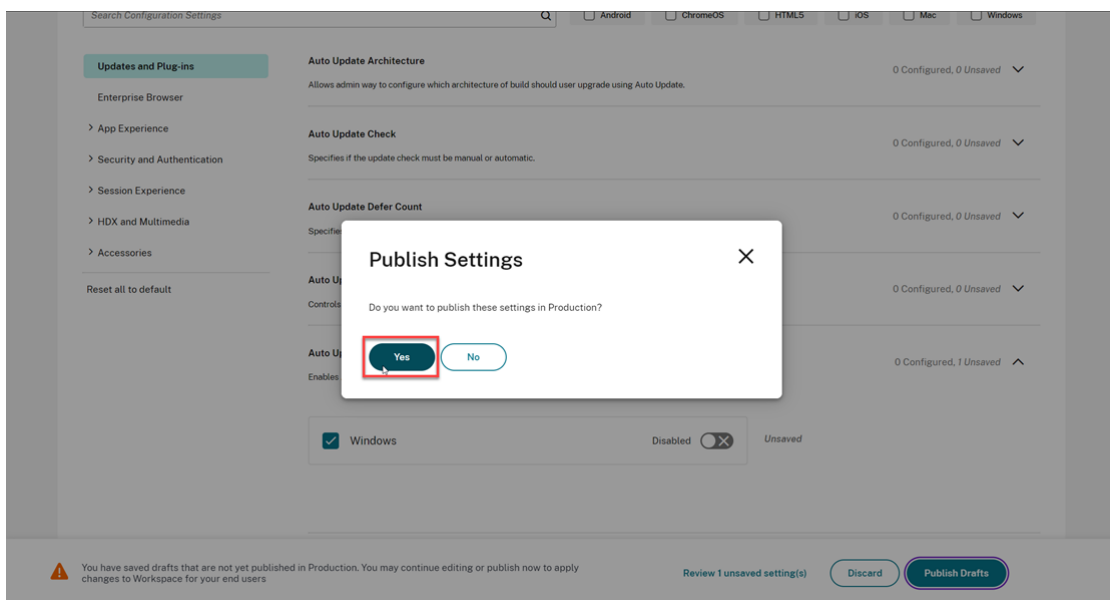 Search Configuration Settings
Android
ChromeOS
HTML5
iOS
Mac
Windows
Updates and Plug-ins
Enterprise Browser
App Experience
Security and Authentication
Session Experience
HDX and Multimedia
Accessories
Reset all to default
Auto Update Architecture
0 Configured, 0 Unsaved
Allows admin way to configure which architecture of build should user upgrade using Auto Update.
Auto Update Check
0 Configured, 0 Unsaved
Specifies if the update check must be manual or automatic.
Auto Update Defer Count
0 Configured, 0 Unsaved
Auto
0 Configured, 0 Unsaved
Controls
Auto
0 Configured, 1 Unsaved
Enables
Publish Settings
Do you want to publish these settings in Production?
Yes
No
Windows
Disabled
Unsaved
You have saved drafts that are not yet published in Production. You may continue editing or publish now to apply
changes to Workspace for your end users
Review 1 unsaved setting(s)
Discard
Publish Drafts